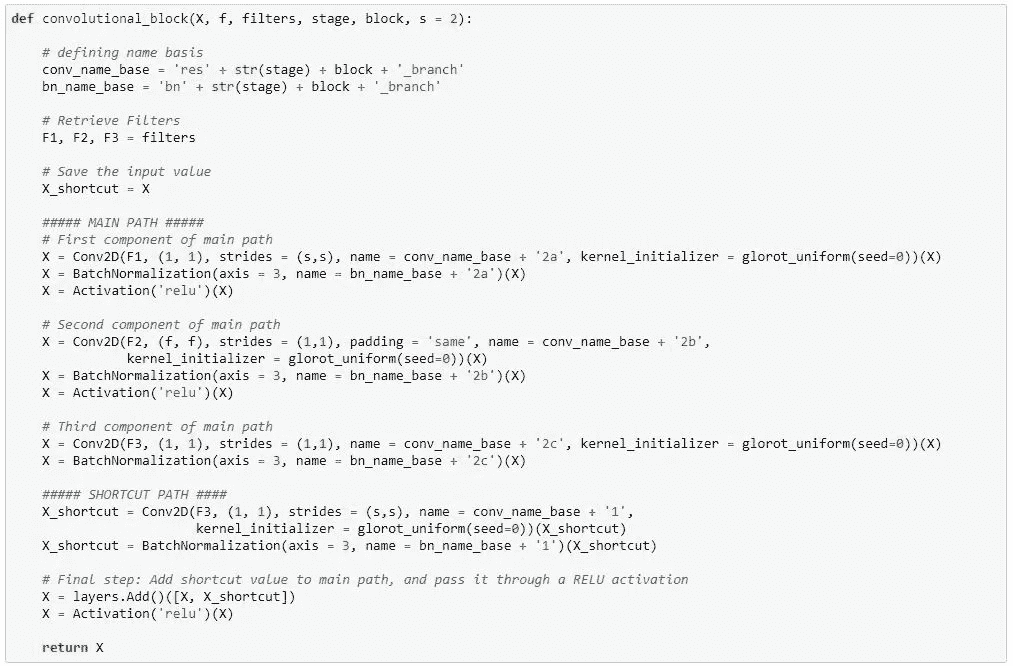 def convolutional_block(X, f, filters, stage, block, s = 2):
# defining name basis
conv_name_base = 'res' + str(stage) + block + '_branch'
bn_name_base = 'bn' + str(stage) + block + '_branch'
# Retrieve Filters
F1, F2, F3 = filters
# Save the input value
X_shortcut = X
##### MAIN PATH #####
# First component of main path
X = Conv2D(F1, (1, 1), strides = (s,s), name = conv_name_base + '2a', kernel_initializer = glorot_uniform(seed=0))(X)
X = BatchNormalization(axis = 3, name = bn_name_base + '2a')(X)
X = Activation('relu')(X)
# Second component of main path
X = Conv2D(F2, (f, f), strides = (1,1), padding = 'same', name = conv_name_base + '2b',
kernel_initializer = glorot_uniform(seed=0))(X)
X = BatchNormalization(axis = 3, name = bn_name_base + '2b')(X)
X = Activation('relu')(X)
# Third component of main path
X = Conv2D(F3, (1, 1), strides = (1,1), name = conv_name_base + '2c', kernel_initializer = glorot_uniform(seed=0))(X)
X = BatchNormalization(axis = 3, name = bn_name_base + '2c')(X)
##### SHORTCUT PATH ####
X_shortcut = Conv2D(F3, (1, 1), strides = (s,s), name = conv_name_base + '1',
kernel_initializer = glorot_uniform(seed=0))(X_shortcut)
X_shortcut = BatchNormalization(axis = 3, name = bn_name_base + '1')(X_shortcut)
# Final step: Add shortcut value to main path, and pass it through a RELU activation
X = layers.Add()([X, X_shortcut])
X = Activation('relu')(X)
return X